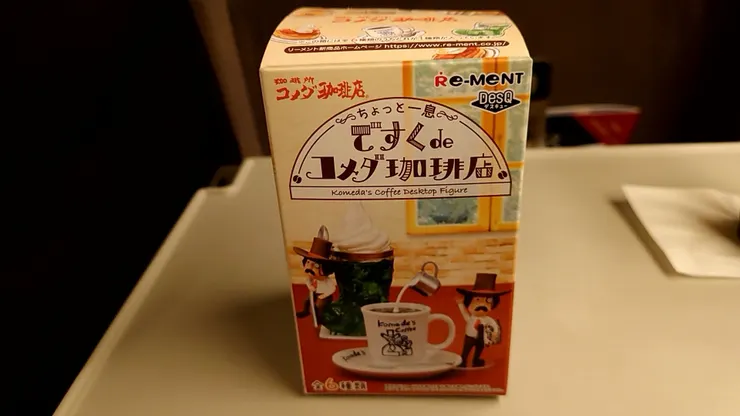 リーメント新商品ホームページ https://www.re-ment.co.jp/
珈琲所
コメダ珈琲店
Re-MENT
DesQ
デスキュー
ちょっと一息
ですくde
コメダ珈琲店
Komeda's Coffee Desktop Figure
Komeda's
Coffee
Komeda's
全6種類